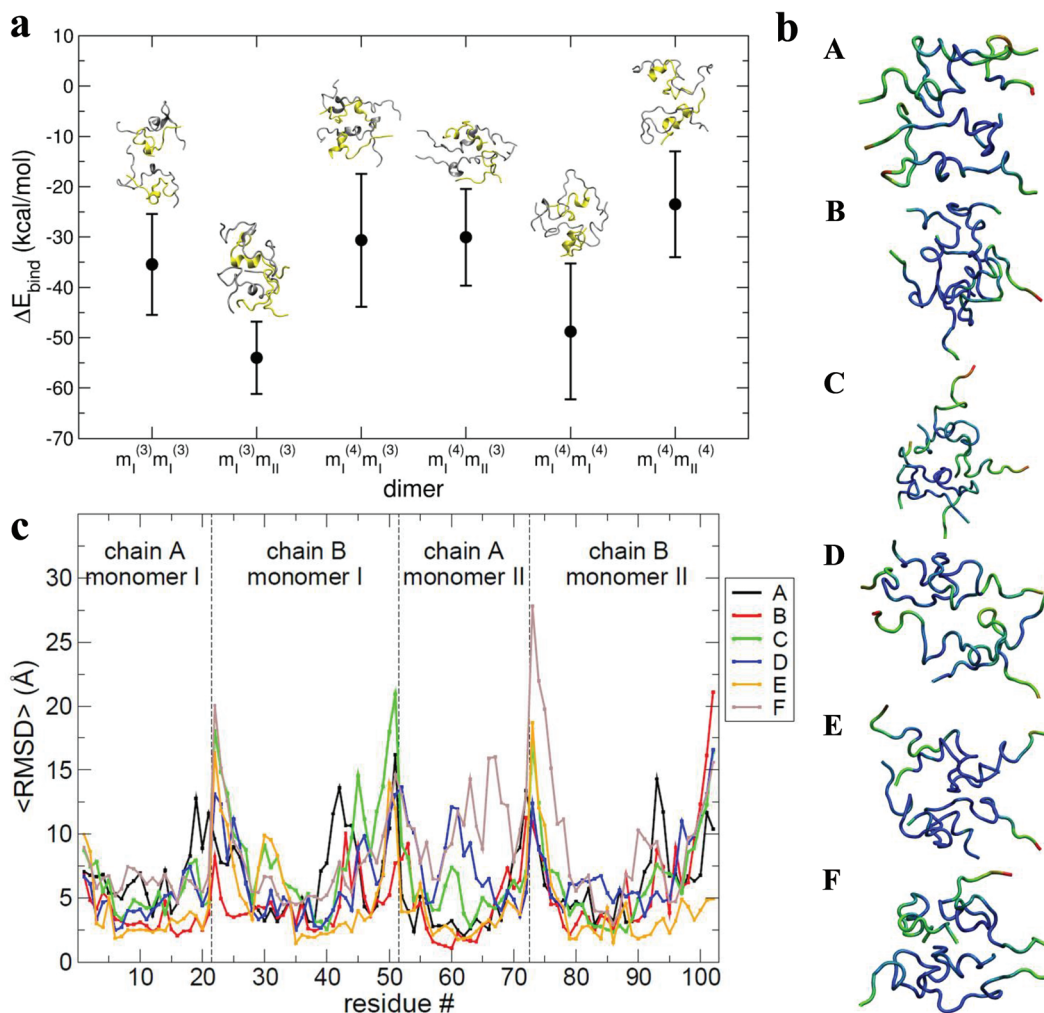 a
ΔE_bind (kcal/mol)
10
0
-10
-20
-30
-40
-50
-60
-70
m_I^(3)m_I^(3)
m_I^(3)m_II^(3)
m_I^(4)m_I^(3)
m_I^(4)m_II^(3)
m_I^(4)m_I^(4)
m_I^(4)m_II^(4)
dimer
b
A
B
C
D
E
F
c
chain A
monomer I
chain B
monomer I
chain A
monomer II
chain B
monomer II
<RMSD> (Å)
30
25
20
15
10
5
0
10 20 30 40 50 60 70 80 90 100
residue #
A
B
C
D
E
F